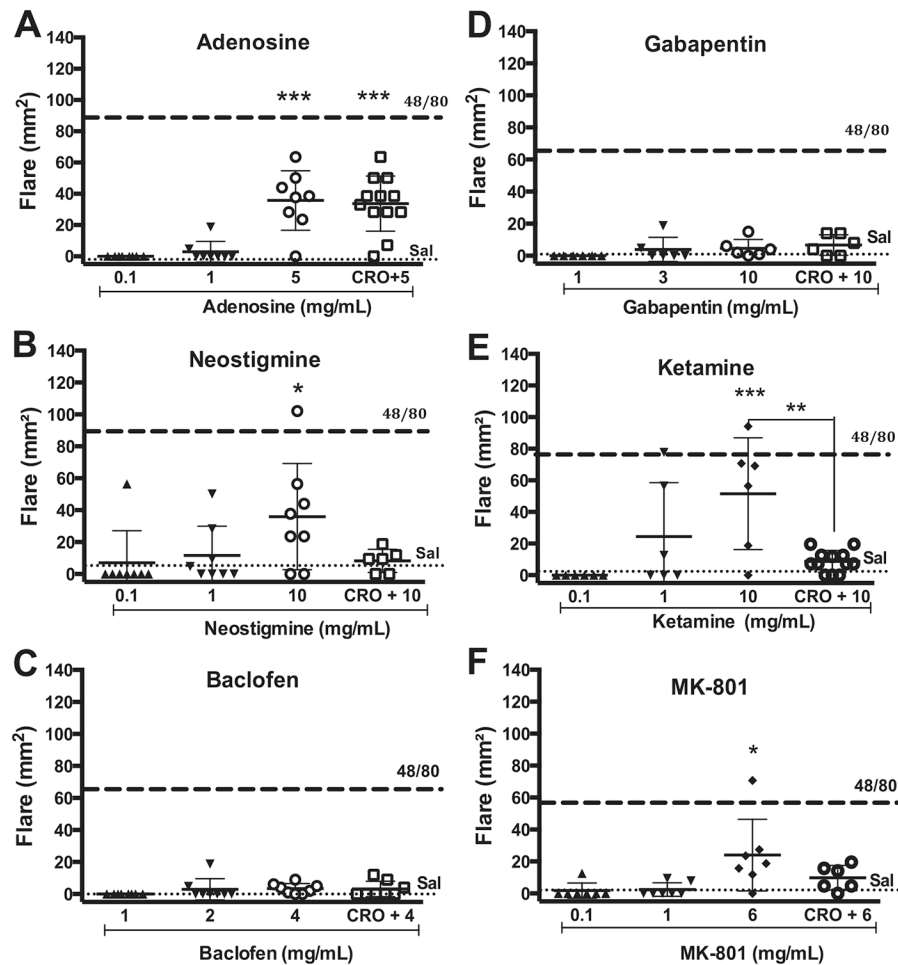 A
Adenosine
140
120
100
80
60
40
20
0
Flare (mm²)
***
***
48/80
Sal
0.1
1
5
CRO+5
Adenosine (mg/mL)
B
Neostigmine
140
120
100
80
60
40
20
0
Flare (mm²)
*
48/80
Sal
0.1
1
10
CRO + 10
Neostigmine (mg/mL)
C
Baclofen
140
120
100
80
60
40
20
0
Flare (mm²)
48/80
Sal
1
2
4
CRO + 4
Baclofen (mg/mL)
D
Gabapentin
140
120
100
80
60
40
20
0
Flare (mm²)
48/80
Sal
1
3
10
CRO + 10
Gabapentin (mg/mL)
E
Ketamine
140
120
100
80
60
40
20
0
Flare (mm²)
***
**
48/80
Sal
0.1
1
10
CRO + 10
Ketamine (mg/mL)
F
MK-801
140
120
100
80
60
40
20
0
Flare (mm²)
*
48/80
Sal
0.1
1
6
CRO + 6
MK-801 (mg/mL)